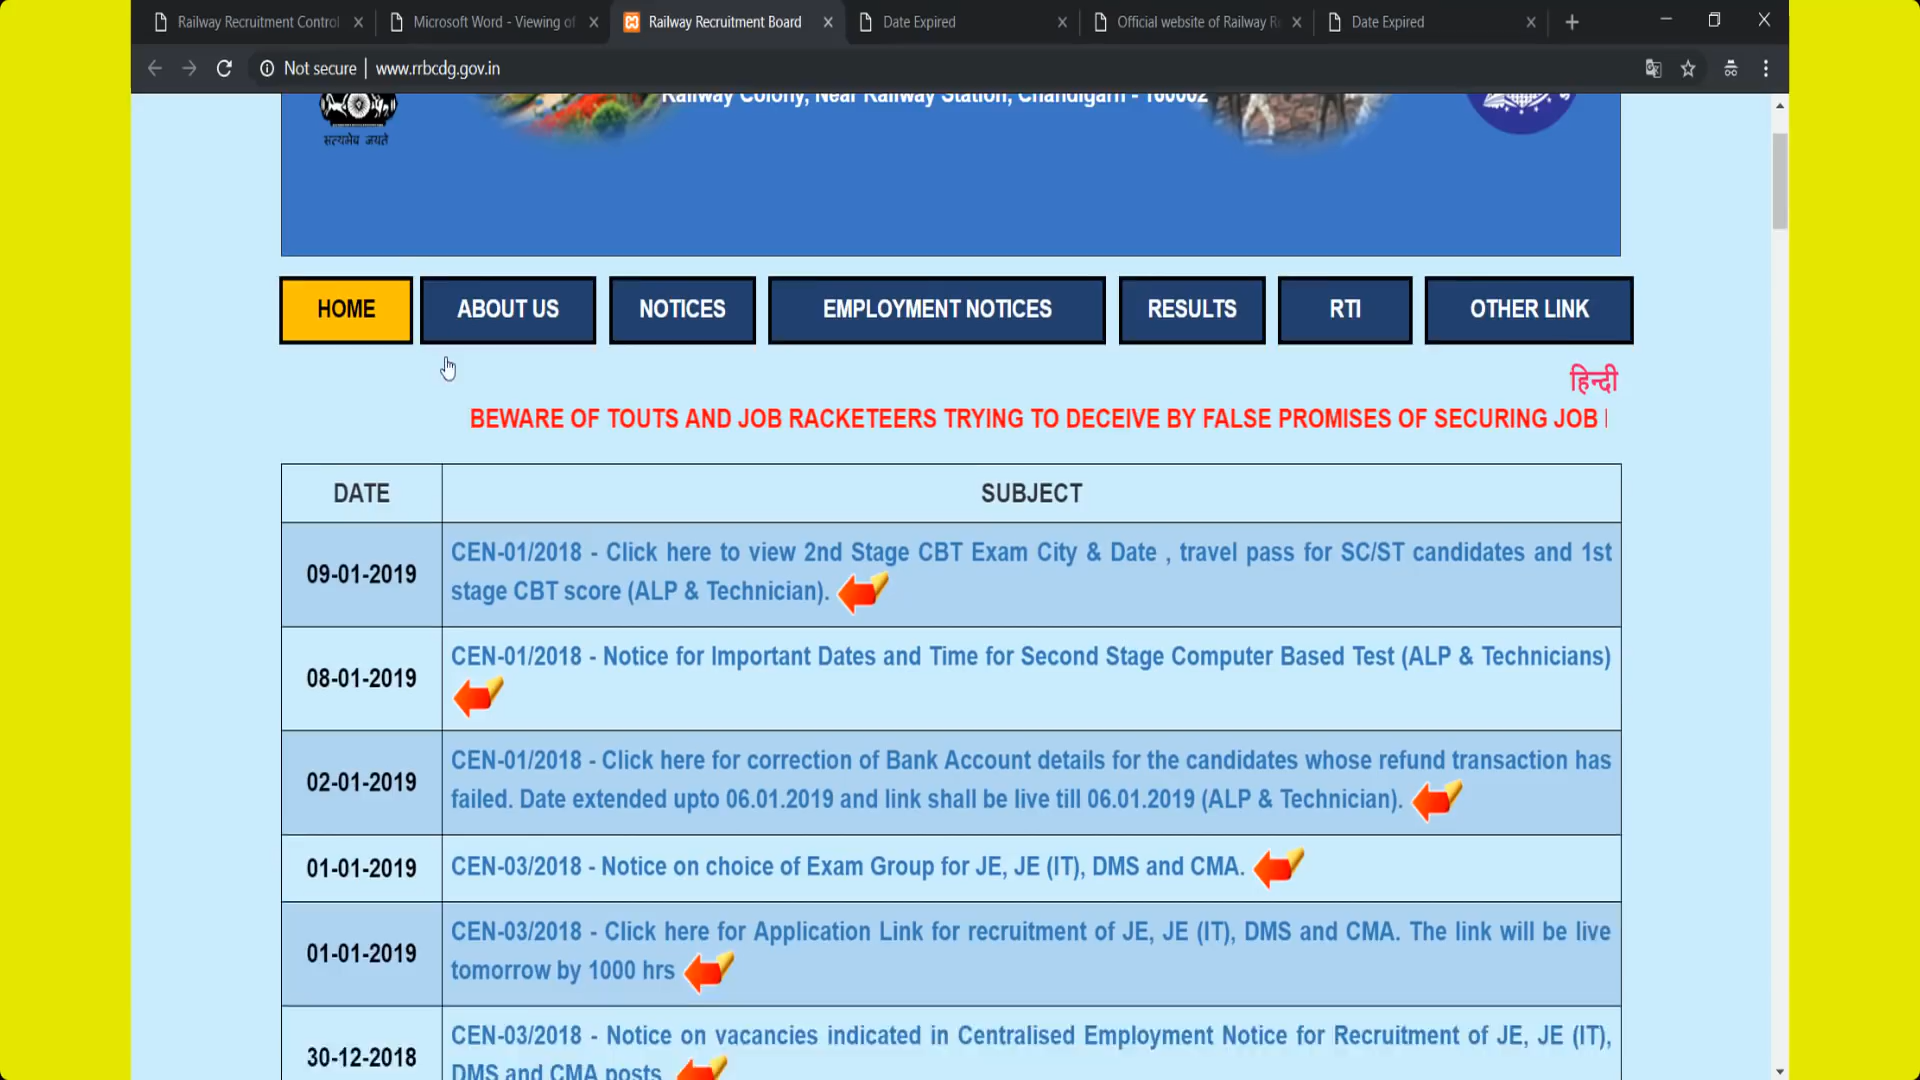 Railway Recruitment Control
Microsoft Word - Viewing of
Railway Recruitment Board
Date Expired
Official website of Railway R
Date Expired
Not secure | www.rrbcdg.gov.in
Railway Colony, Near Railway Station, Chandigarh - 160002
सत्यमेव जयते
HOME
ABOUT US
NOTICES
EMPLOYMENT NOTICES
RESULTS
RTI
OTHER LINK
हिन्दी
BEWARE OF TOUTS AND JOB RACKETEERS TRYING TO DECEIVE BY FALSE PROMISES OF SECURING JOB
DATE
SUBJECT
09-01-2019
CEN-01/2018 - Click here to view 2nd Stage CBT Exam City & Date , travel pass for SC/ST candidates and 1st
stage CBT score (ALP & Technician).
08-01-2019
CEN-01/2018 - Notice for Important Dates and Time for Second Stage Computer Based Test (ALP & Technicians)
02-01-2019
CEN-01/2018 - Click here for correction of Bank Account details for the candidates whose refund transaction has
failed. Date extended upto 06.01.2019 and link shall be live till 06.01.2019 (ALP & Technician).
01-01-2019
CEN-03/2018 - Notice on choice of Exam Group for JE, JE (IT), DMS and CMA.
01-01-2019
CEN-03/2018 - Click here for Application Link for recruitment of JE, JE (IT), DMS and CMA. The link will be live
tomorrow by 1000 hrs
30-12-2018
CEN-03/2018 - Notice on vacancies indicated in Centralised Employment Notice for Recruitment of JE, JE (IT),
DMS and CMA posts